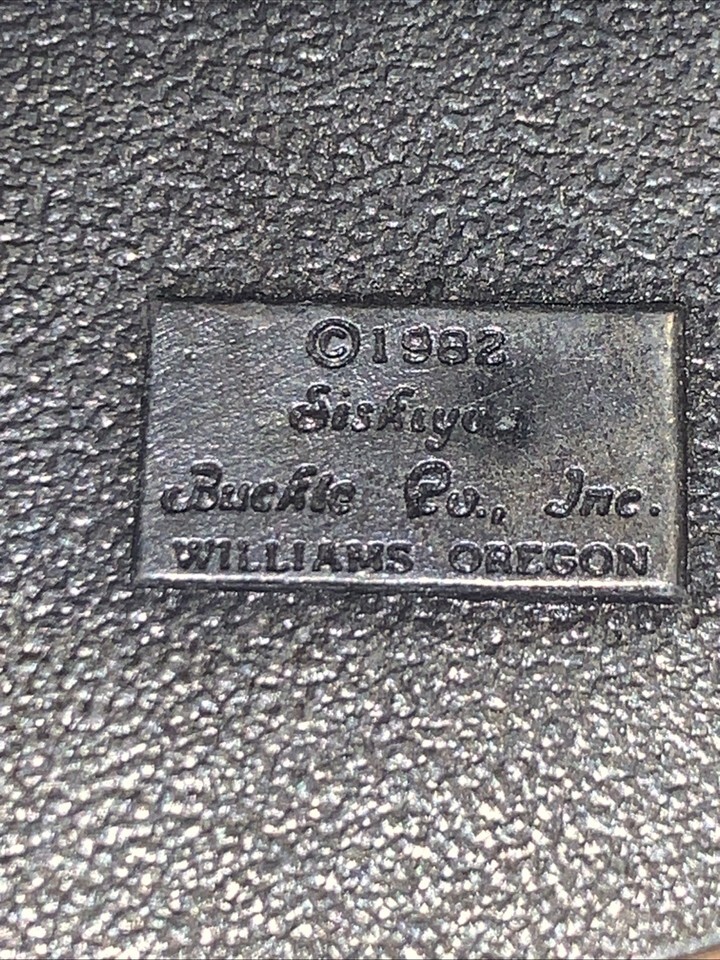 ©1982
Siskiyou
Buckle Co., Inc.
WILLIAMS OREGON